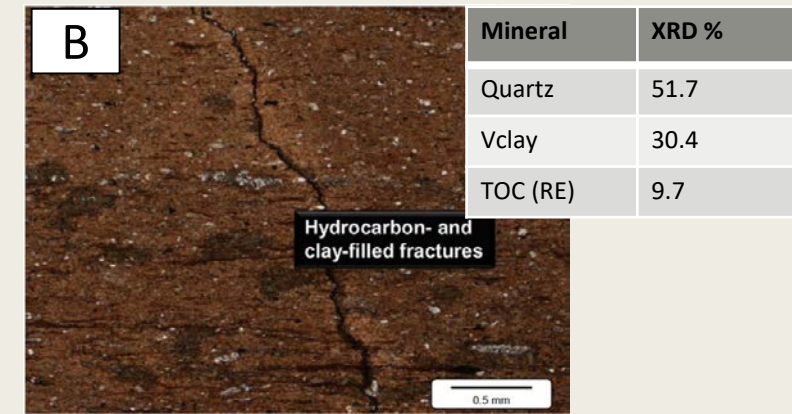 B
Mineral XRD %
Quartz 51.7
Vclay 30.4
TOC (RE) 9.7
Hydrocarbon- and
clay-filled fractures
0.5 mm